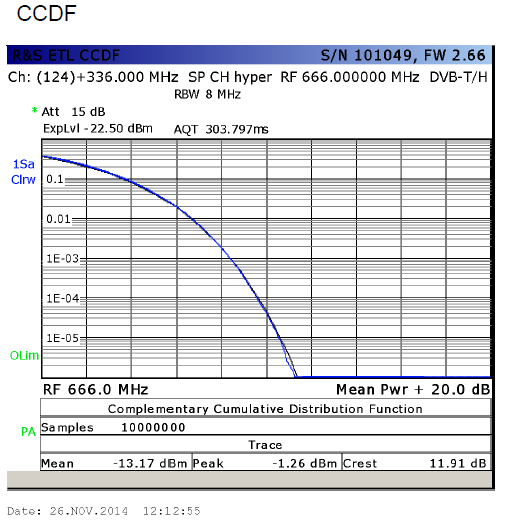 CCDF
R&S ETL CCDF S/N 101049, FW 2.66
Ch: (124)+336.000 MHz SP CH hyper RF 666.000000 MHz DVB-T/H
RBW 8 MHz
* Att 15 dB
ExpLvl -22.50 dBm AQT 303.797ms
1Sa
Clrw
0.1
0.01
1E-03
1E-04
1E-05
OLim
RF 666.0 MHz Mean Pwr + 20.0 dB
Complementary Cumulative Distribution Function
PA
Samples 10000000
Trace
Mean -13.17 dBm Peak -1.26 dBm Crest 11.91 dB
Date: 26.NOV.2014 12:12:55